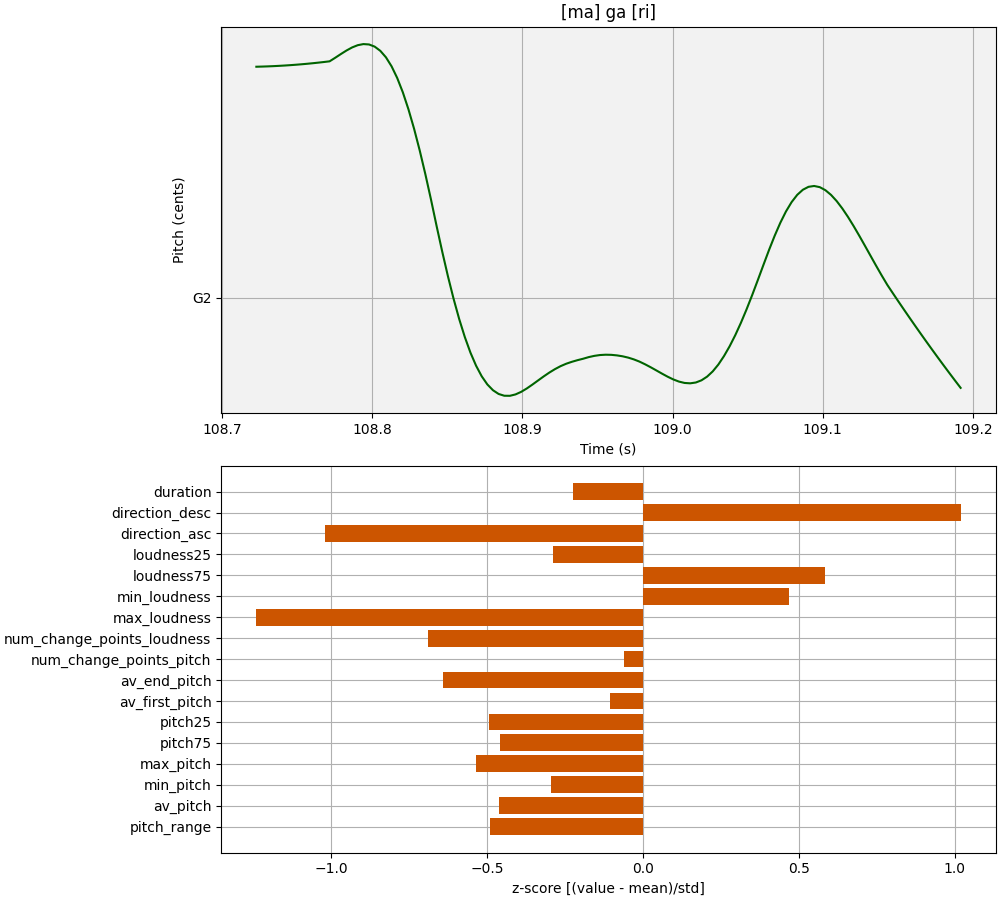 [ma] ga [ri]
Pitch (cents)
G2
108.7 108.8 108.9 109.0 109.1 109.2
Time (s)
duration
direction_desc
direction_asc
loudness25
loudness75
min_loudness
max_loudness
num_change_points_loudness
num_change_points_pitch
av_end_pitch
av_first_pitch
pitch25
pitch75
max_pitch
min_pitch
av_pitch
pitch_range
−1.0 −0.5 0.0 0.5 1.0
z-score [(value - mean)/std]